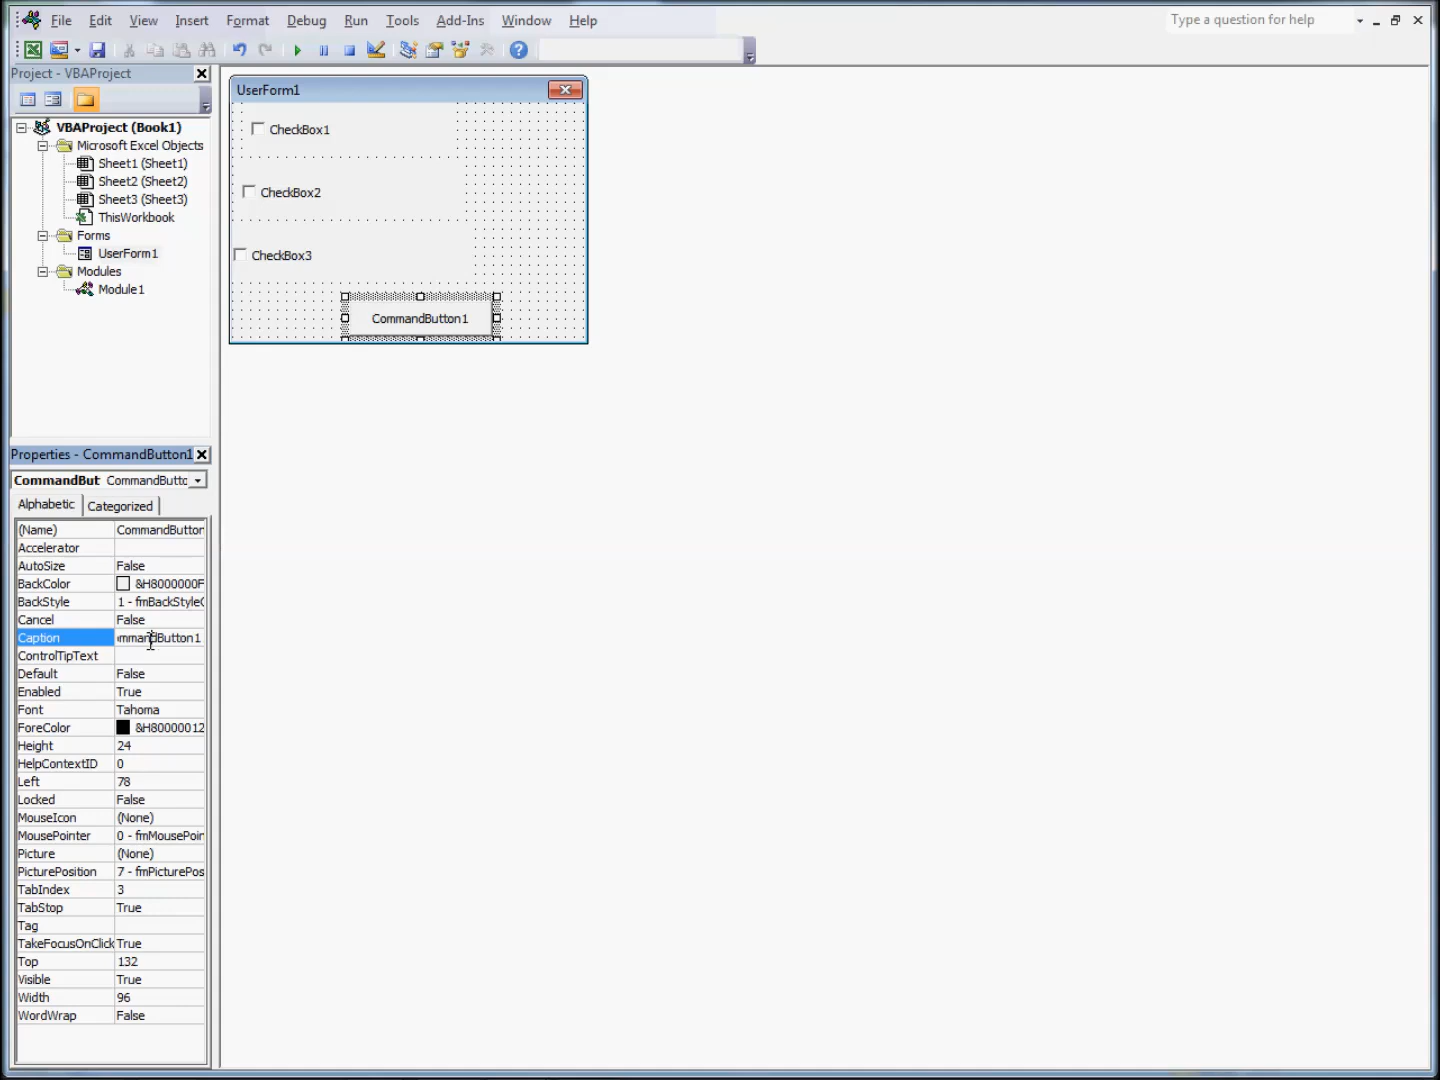 File Edit View Insert Format Debug Run Tools Add-Ins Window Help
Type a question for help
Project - VBAProject
VBAProject (Book1)
Microsoft Excel Objects
Sheet1 (Sheet1)
Sheet2 (Sheet2)
Sheet3 (Sheet3)
ThisWorkbook
Forms
UserForm1
Modules
Module1
UserForm1
CheckBox1
CheckBox2
CheckBox3
CommandButton1
Properties - CommandButton1
CommandBut CommandButto
Alphabetic Categorized
(Name) CommandButton
Accelerator
AutoSize False
BackColor &H8000000F
BackStyle 1 - fmBackStyle
Cancel False
Caption ommandButton1
ControlTipText
Default False
Enabled True
Font Tahoma
ForeColor &H80000012
Height 24
HelpContextID 0
Left 78
Locked False
MouseIcon (None)
MousePointer 0 - fmMousePoin
Picture (None)
PicturePosition 7 - fmPicturePos
TabIndex 3
TabStop True
Tag
TakeFocusOnClick True
Top 132
Visible True
Width 96
WordWrap False